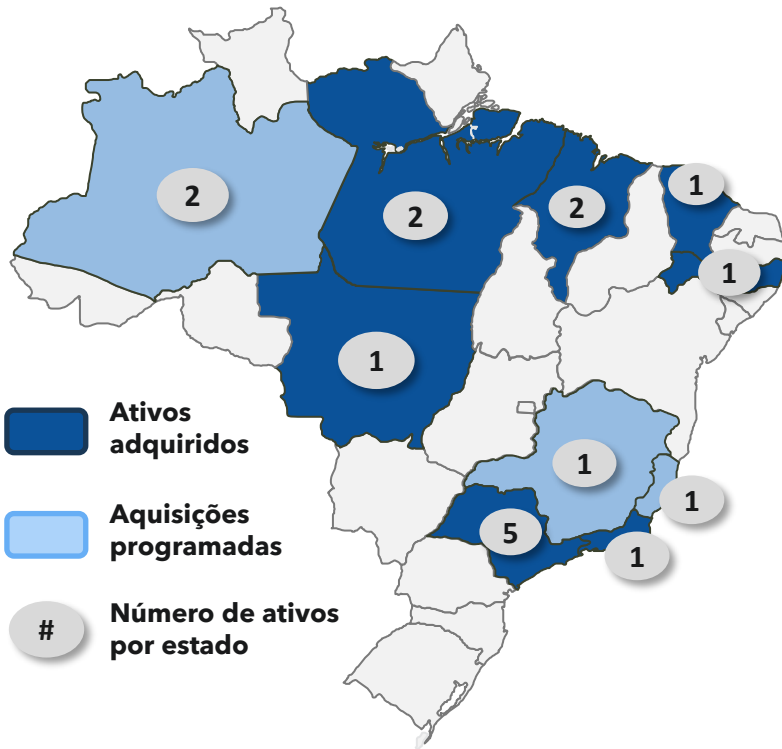 2
2
2
1
1
1
1
1
5
1
Ativos
adquiridos
Aquisições
programadas
#
Número de ativos
por estado